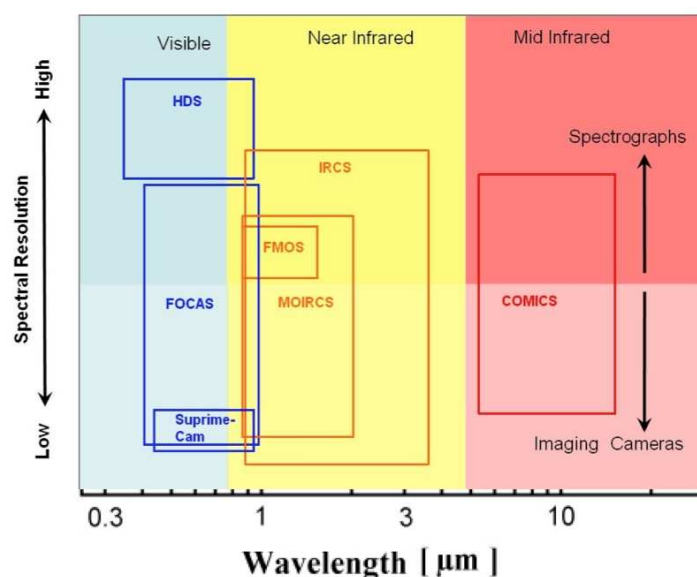 Visible
Near Infrared
Mid Infrared
High
Spectral Resolution
Low
HDS
IRCS
Spectrographs
FMOS
FOCAS
MOIRCS
COMICS
Suprime-
Cam
Imaging Cameras
0.3
1
3
10
Wavelength [ μm ]